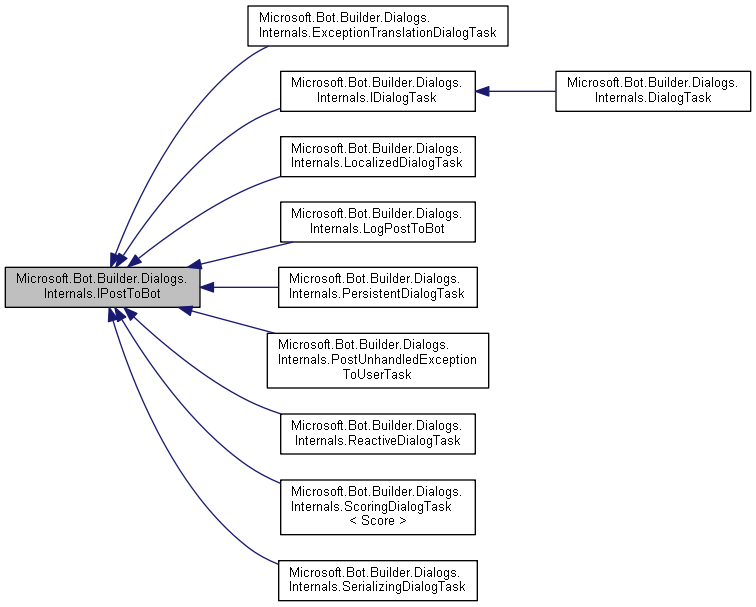 Microsoft.Bot.Builder.Dialogs.
Internals.ExceptionTranslationDialogTask
Microsoft.Bot.Builder.Dialogs.
Internals.IDialogTask
Microsoft.Bot.Builder.Dialogs.
Internals.DialogTask
Microsoft.Bot.Builder.Dialogs.
Internals.LocalizedDialogTask
Microsoft.Bot.Builder.Dialogs.
Internals.LogPostToBot
Microsoft.Bot.Builder.Dialogs.
Internals.IPostToBot
Microsoft.Bot.Builder.Dialogs.
Internals.PersistentDialogTask
Microsoft.Bot.Builder.Dialogs.
Internals.PostUnhandledException
ToUserTask
Microsoft.Bot.Builder.Dialogs.
Internals.ReactiveDialogTask
Microsoft.Bot.Builder.Dialogs.
Internals.ScoringDialogTask
< Score >
Microsoft.Bot.Builder.Dialogs.
Internals.SerializingDialogTask